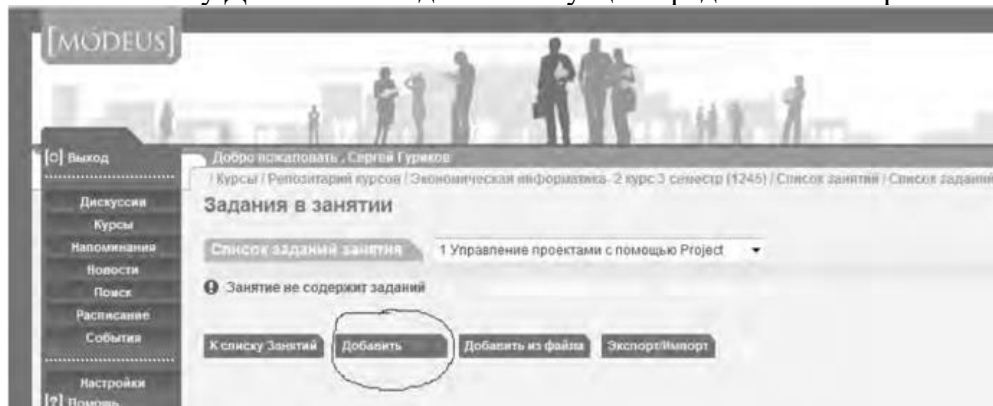 [MODEUS]
[O] Выход
Добро пожаловать , Сергей Гуриков
/ Курсы / Репозитарий курсов / Экономическая информатика- 2 курс 3 семестр (1245) / Список занятий / Список заданий
Дискуссии
Курсы
Напоминания
Новости
Поиск
Расписание
События
Настройки
[?] Помощь
Задания в занятии
Список заданий занятия
1 Управление проектами с помощью Project
Занятие не содержит заданий
К списку Занятий
Добавить
Добавить из файла
Экспорт/Импорт